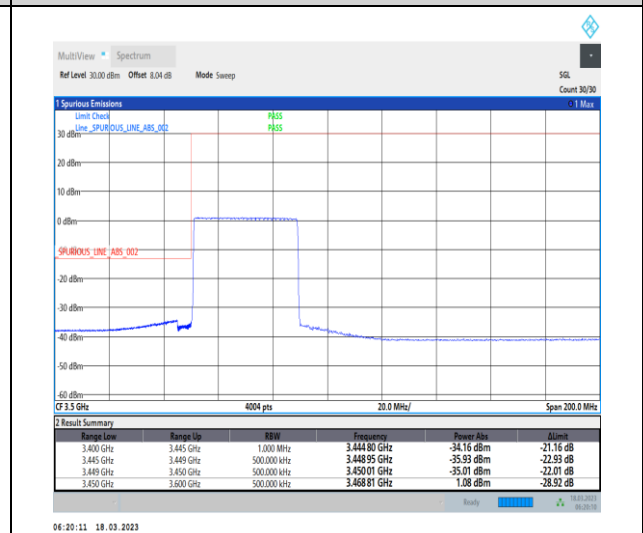 MultiView Spectrum
Ref Level 30.00 dBm Offset 8.04 dB Mode Sweep SGL
Count 30/30
1 Spurious Emissions 1 Max
Limit Check PASS
Line _SPURIOUS_LINE_ABS_002 PASS
30 dBm
20 dBm
10 dBm
0 dBm
_SPURIOUS_LINE_ABS_002
-20 dBm
-30 dBm
-40 dBm
-50 dBm
-60 dBm
CF 3.5 GHz 4004 pts 20.0 MHz/ Span 200.0 MHz
2 Result Summary
Range Low Range Up RBW Frequency Power Abs ΔLimit
3.400 GHz 3.445 GHz 1.000 MHz 3.444 80 GHz -34.16 dBm -21.16 dB
3.445 GHz 3.449 GHz 500.000 kHz 3.448 95 GHz -35.93 dBm -22.93 dB
3.449 GHz 3.450 GHz 500.000 kHz 3.450 01 GHz -35.01 dBm -22.01 dB
3.450 GHz 3.600 GHz 500.000 kHz 3.468 81 GHz 1.08 dBm -28.92 dB
Ready 18.03.2023
06:20:10
06:20:11 18.03.2023